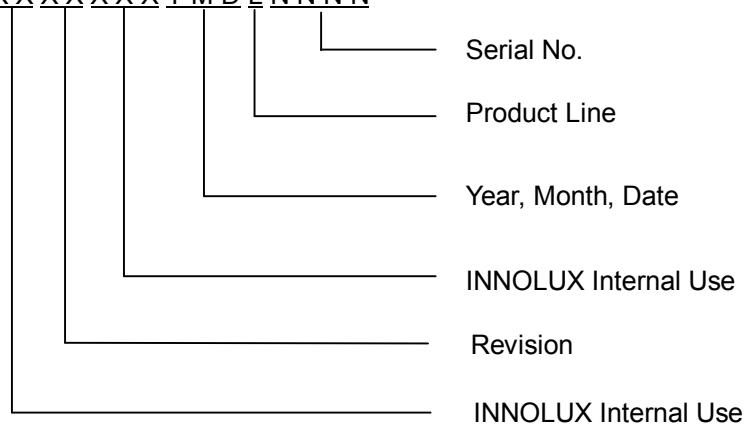 Serial No.
Product Line
Year, Month, Date
INNOLUX Internal Use
Revision
INNOLUX Internal Use